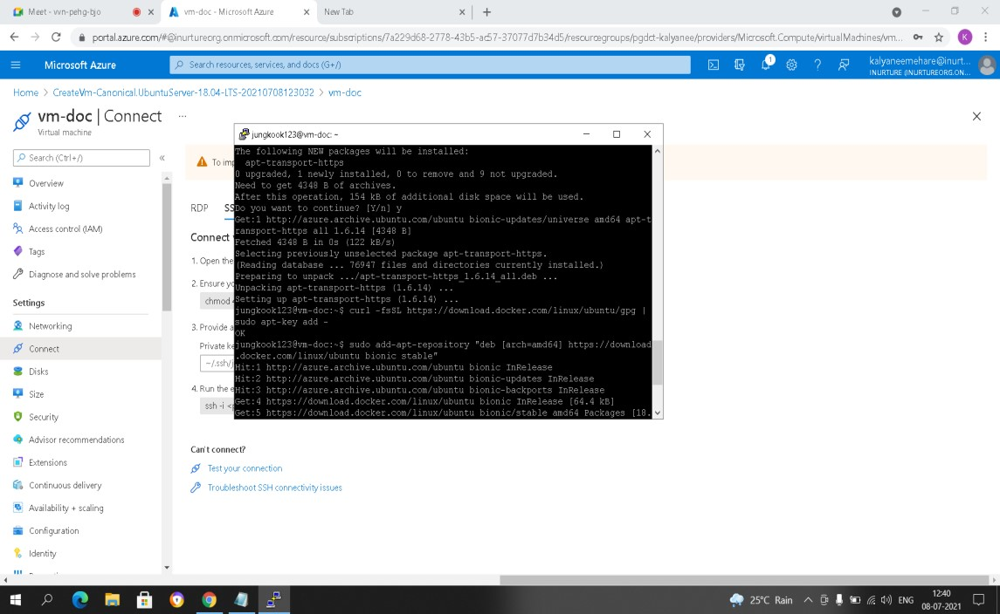 Meet - vvn-pehg-bjo
vm-doc - Microsoft Azure
New Tab
portal.azure.com/#@inurtureorg.onmicrosoft.com/resource/subscriptions/7a229d68-2778-43b5-ac57-37077d7b34d5/resourcegroups/pgdct-kalyanee/providers/Microsoft.Compute/virtualMachines/vm...
K
Microsoft Azure
Search resources, services, and docs (G+/)
1
kalyaneemehare@inurt...
INURTURE (INURTUREORG.ON...
Home > CreateVm-Canonical.UbuntuServer-18.04-LTS-20210708123032 > vm-doc
vm-doc | Connect ...
Virtual machine
Search (Ctrl+/)
Overview
Activity log
Access control (IAM)
Tags
Diagnose and solve problems
Settings
Networking
Connect
Disks
Size
Security
Advisor recommendations
Extensions
Continuous delivery
Availability + scaling
Configuration
Identity
To imp
RDP
SS
Connect
1. Open the
2. Ensure yo
chmod
3. Provide a
Private ke
~/.ssh/
4. Run the e
ssh -i <
Can't connect?
Test your connection
Troubleshoot SSH connectivity issues
jungkook123@vm-doc: ~
The following NEW packages will be installed:
apt-transport-https
0 upgraded, 1 newly installed, 0 to remove and 9 not upgraded.
Need to get 4348 B of archives.
After this operation, 154 kB of additional disk space will be used.
Do you want to continue? [Y/n] y
Get:1 http://azure.archive.ubuntu.com/ubuntu bionic-updates/universe amd64 apt-t
ransport-https all 1.6.14 [4348 B]
Fetched 4348 B in 0s (122 kB/s)
Selecting previously unselected package apt-transport-https.
(Reading database ... 76947 files and directories currently installed.)
Preparing to unpack .../apt-transport-https_1.6.14_all.deb ...
Unpacking apt-transport-https (1.6.14) ...
Setting up apt-transport-https (1.6.14) ...
jungkook123@vm-doc:~$ curl -fsSL https://download.docker.com/linux/ubuntu/gpg |
sudo apt-key add -
OK
jungkook123@vm-doc:~$ sudo add-apt-repository "deb [arch=amd64] https://download
.docker.com/linux/ubuntu bionic stable"
Hit:1 http://azure.archive.ubuntu.com/ubuntu bionic InRelease
Hit:2 http://azure.archive.ubuntu.com/ubuntu bionic-updates InRelease
Hit:3 http://azure.archive.ubuntu.com/ubuntu bionic-backports InRelease
Get:4 https://download.docker.com/linux/ubuntu bionic InRelease [64.4 kB]
Get:5 https://download.docker.com/linux/ubuntu bionic/stable amd64 Packages [18.
25°C Rain
ENG
12:40
08-07-2021